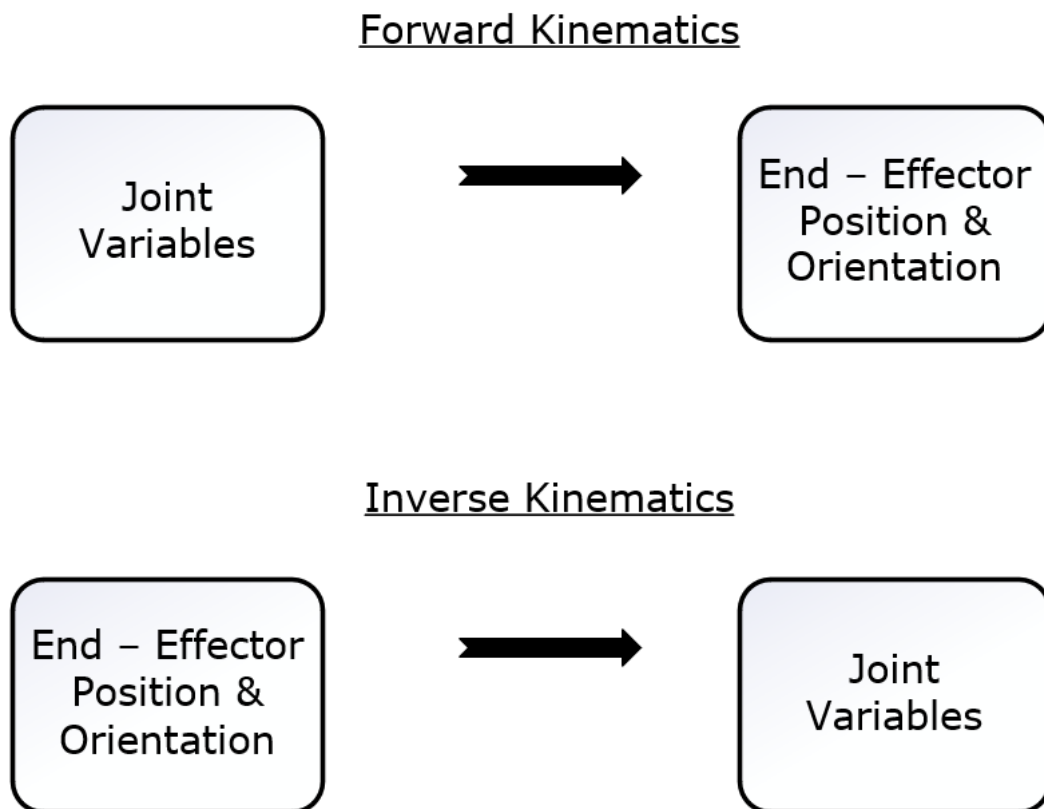 Forward Kinematics
Joint
Variables
End – Effector
Position &
Orientation
Inverse Kinematics
End – Effector
Position &
Orientation
Joint
Variables